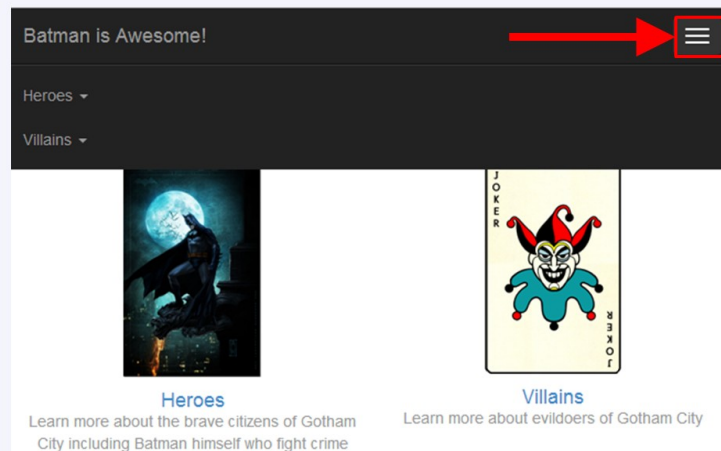 Batman is Awesome!
Heroes
Villains
JOKER
JOKER
Heroes
Learn more about the brave citizens of Gotham
City including Batman himself who fight crime
Villains
Learn more about evildoers of Gotham City